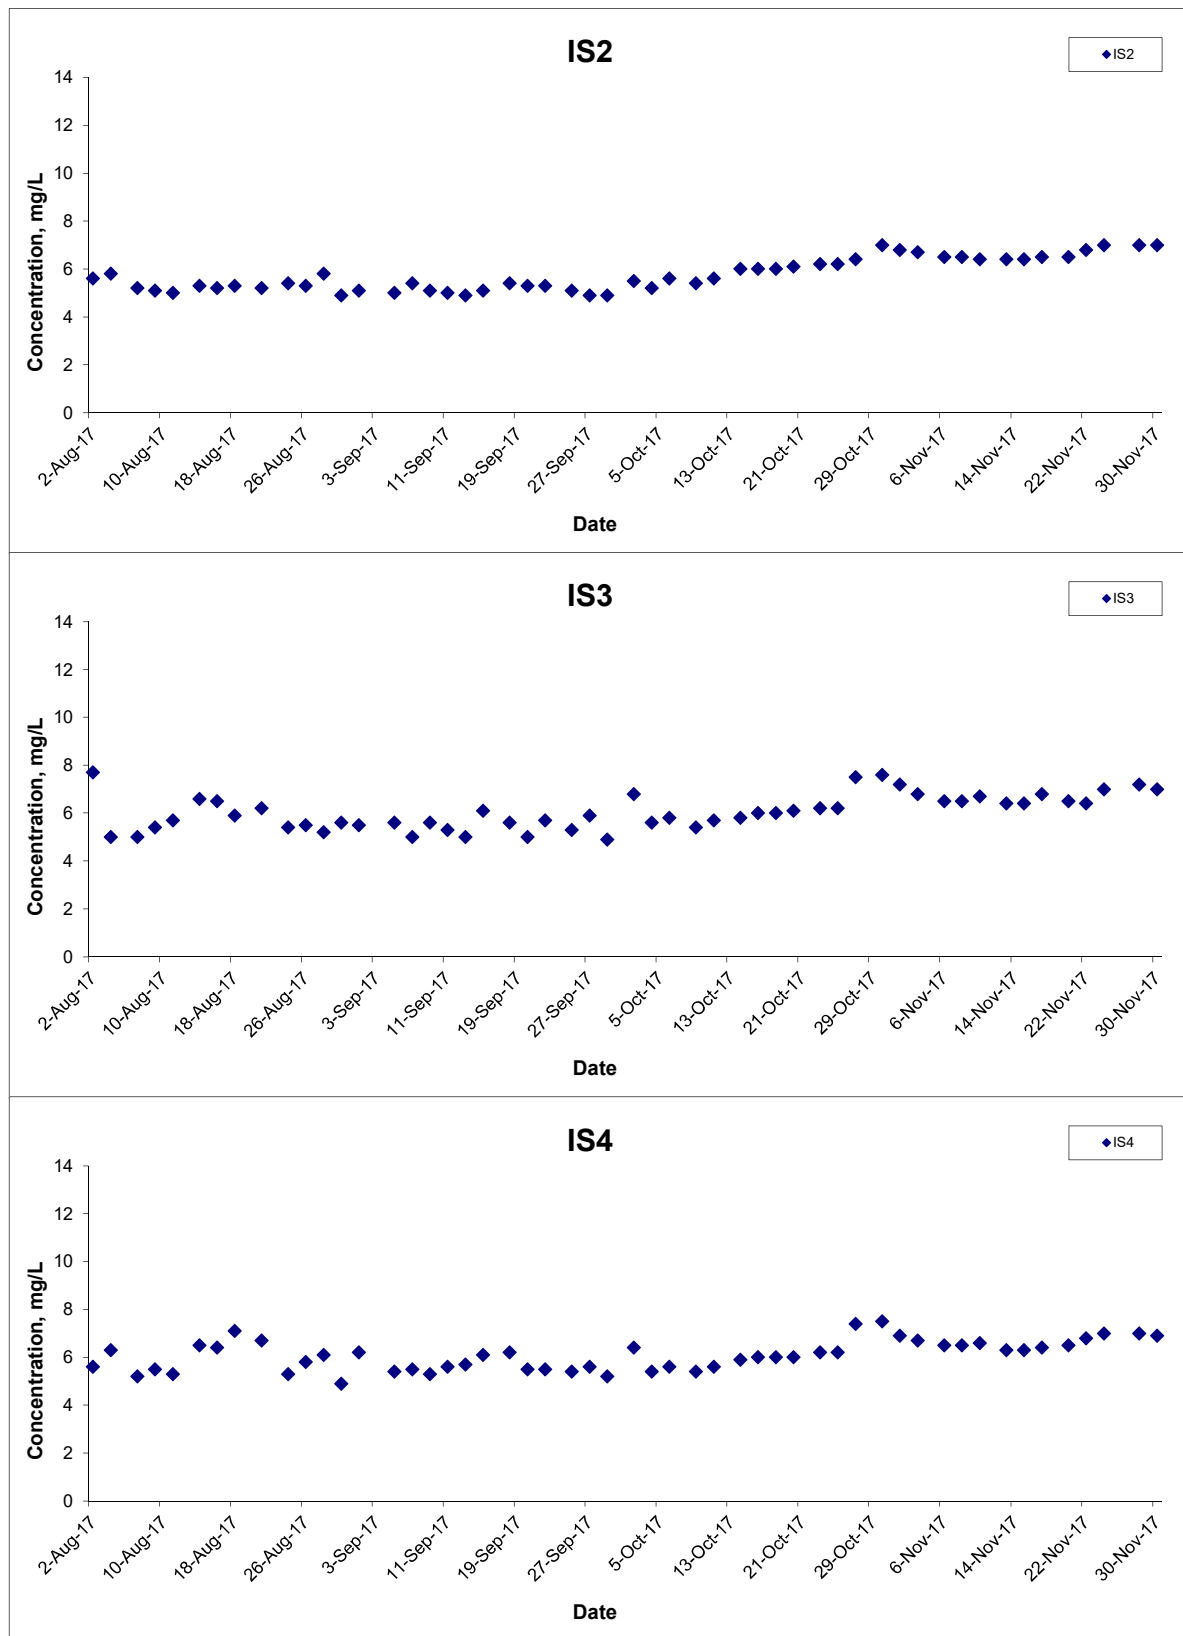 IS2
IS2
14
12
10
8
6
4
2
0
Concentration, mg/L
2-Aug-17
10-Aug-17
18-Aug-17
26-Aug-17
3-Sep-17
11-Sep-17
19-Sep-17
27-Sep-17
5-Oct-17
13-Oct-17
21-Oct-17
29-Oct-17
6-Nov-17
14-Nov-17
22-Nov-17
30-Nov-17
Date
IS3
IS3
14
12
10
8
6
4
2
0
Concentration, mg/L
2-Aug-17
10-Aug-17
18-Aug-17
26-Aug-17
3-Sep-17
11-Sep-17
19-Sep-17
27-Sep-17
5-Oct-17
13-Oct-17
21-Oct-17
29-Oct-17
6-Nov-17
14-Nov-17
22-Nov-17
30-Nov-17
Date
IS4
IS4
14
12
10
8
6
4
2
0
Concentration, mg/L
2-Aug-17
10-Aug-17
18-Aug-17
26-Aug-17
3-Sep-17
11-Sep-17
19-Sep-17
27-Sep-17
5-Oct-17
13-Oct-17
21-Oct-17
29-Oct-17
6-Nov-17
14-Nov-17
22-Nov-17
30-Nov-17
Date